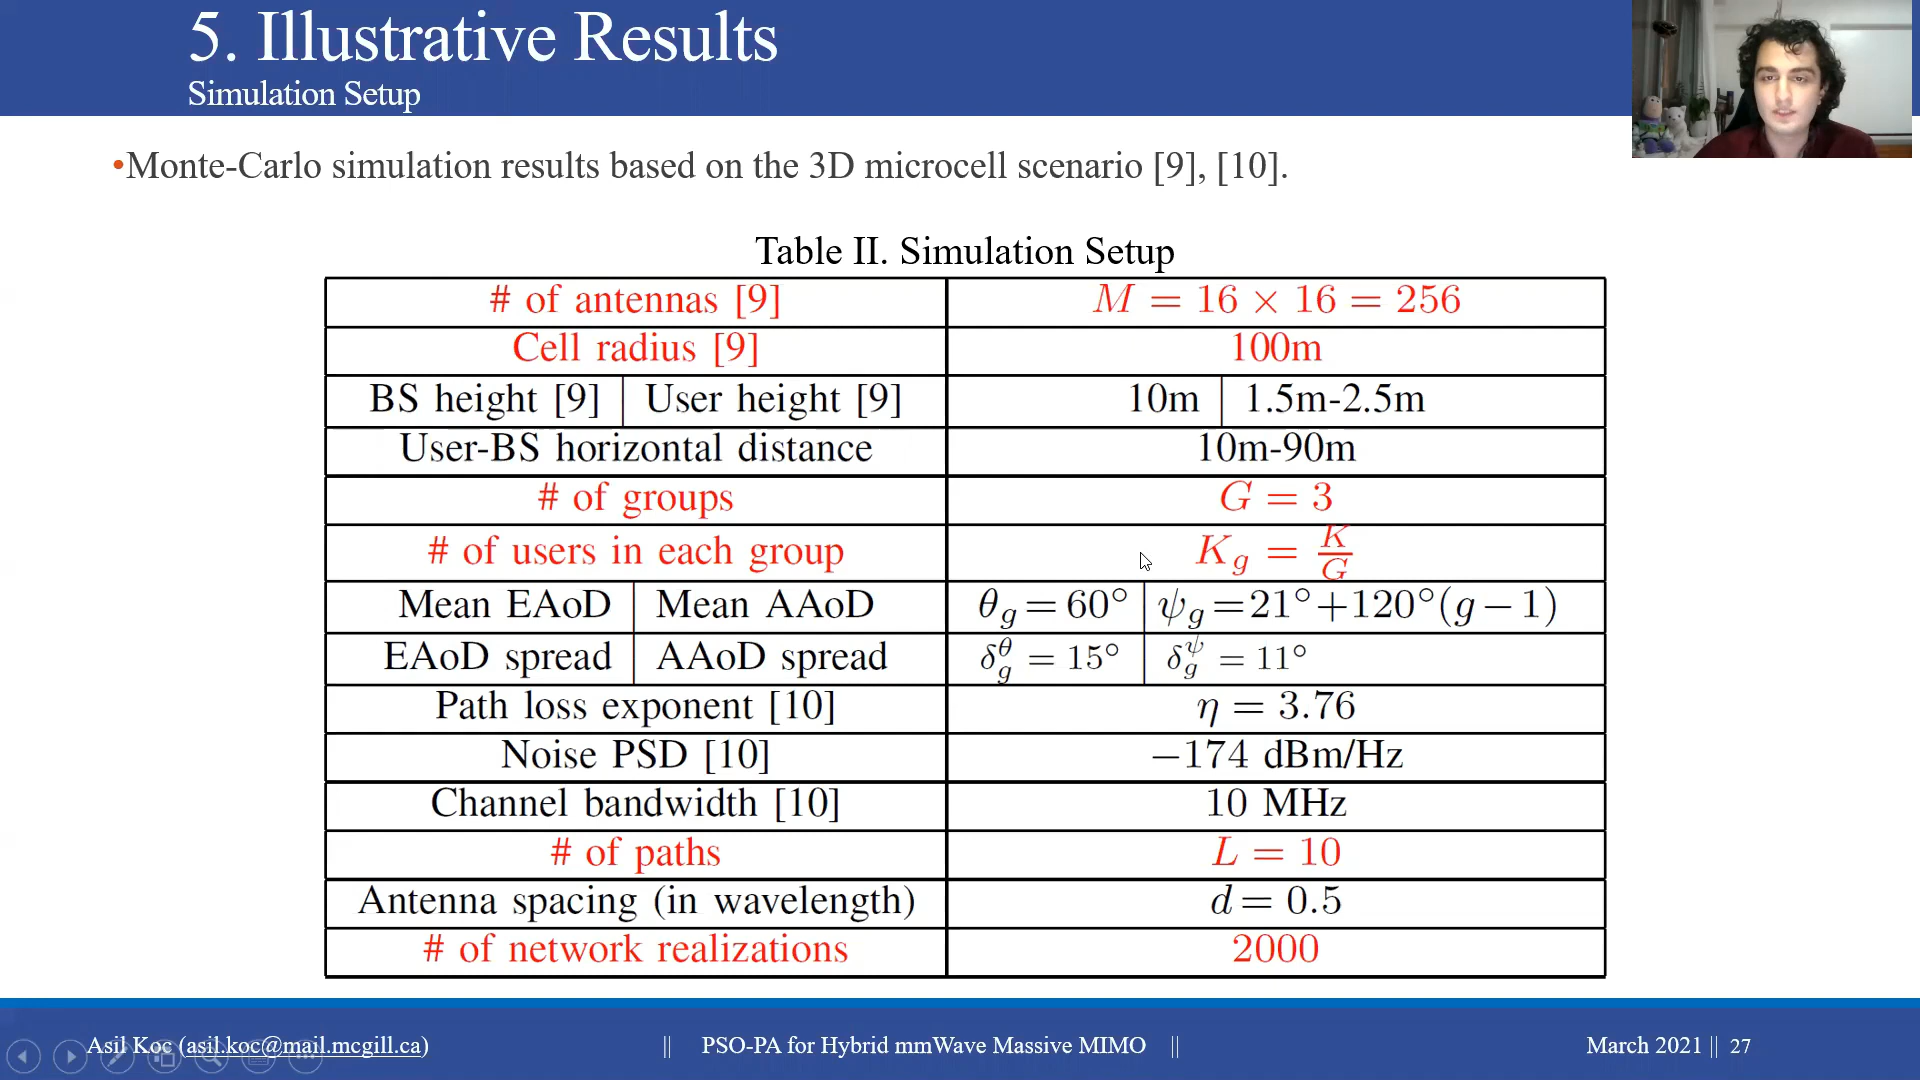 5. Illustrative Results
Simulation Setup
•Monte-Carlo simulation results based on the 3D microcell scenario [9], [10].
Table II. Simulation Setup
# of antennas [9] M = 16 × 16 = 256
Cell radius [9] 100m
BS height [9] | User height [9] 10m | 1.5m-2.5m
User-BS horizontal distance 10m-90m
# of groups G = 3
# of users in each group K_g = K/G
Mean EAoD | Mean AAoD θ_g = 60° | ψ_g = 21° + 120°(g − 1)
EAoD spread | AAoD spread δ_g^θ = 15° | δ_g^ψ = 11°
Path loss exponent [10] η = 3.76
Noise PSD [10] −174 dBm/Hz
Channel bandwidth [10] 10 MHz
# of paths L = 10
Antenna spacing (in wavelength) d = 0.5
# of network realizations 2000
Asil Koc (asil.koc@mail.mcgill.ca) || PSO-PA for Hybrid mmWave Massive MIMO || March 2021 || 27